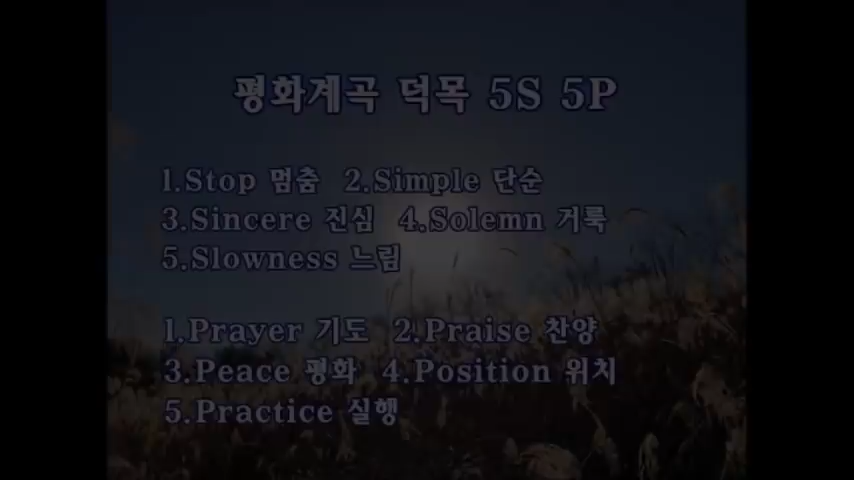 평화계곡 덕목 5S 5P
1.Stop 멈춤 2.Simple 단순
3.Sincere 진심 4.Solemn 거룩
5.Slowness 느림
1.Prayer 기도 2.Praise 찬양
3.Peace 평화 4.Position 위치
5.Practice 실행